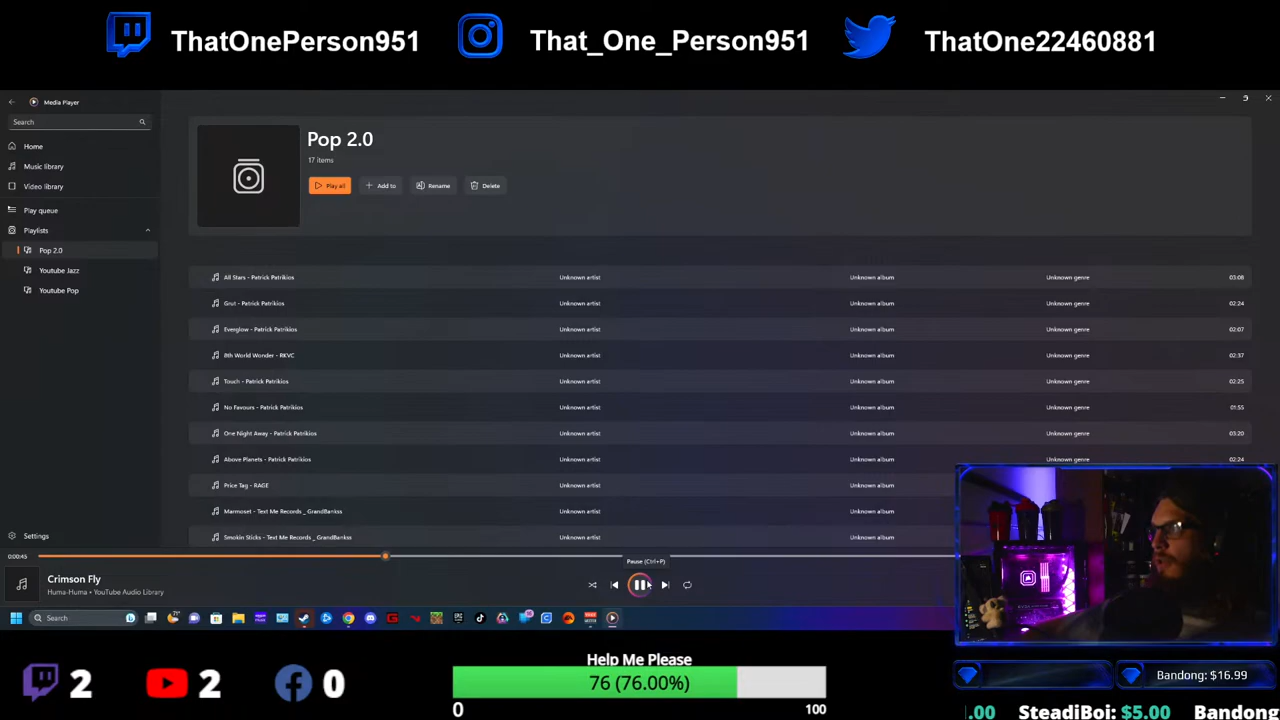 ThatOnePerson951 That_One_Person951 ThatOne22460881
Media Player
Search
Home
Music library
Video library
Play queue
Playlists
Pop 2.0
Youtube Jazz
Youtube Pop
Settings
Pop 2.0
17 items
Play all Add to Rename Delete
All Stars - Patrick Patrikios Unknown artist Unknown album Unknown genre 03:08
Grut - Patrick Patrikios Unknown artist Unknown album Unknown genre 02:24
Everglow - Patrick Patrikios Unknown artist Unknown album Unknown genre 02:07
8th World Wonder - RKVC Unknown artist Unknown album Unknown genre 02:37
Touch - Patrick Patrikios Unknown artist Unknown album Unknown genre 02:25
No Favours - Patrick Patrikios Unknown artist Unknown album Unknown genre 01:55
One Night Away - Patrick Patrikios Unknown artist Unknown album Unknown genre 03:20
Above Planets - Patrick Patrikios Unknown artist Unknown album Unknown genre 02:24
Price Tag - RAGE Unknown artist Unknown album
Marmoset - Text Me Records _ GrandBankss Unknown artist Unknown album
Smokin Sticks - Text Me Records _ GrandBankss Unknown artist Unknown album
0:00:45
Pause (Ctrl+P)
Crimson Fly
Huma-Huma • YouTube Audio Library
Search
2 2 0
Help Me Please
76 (76.00%)
0 100
Bandong: $16.99
.00 SteadiBoi: $5.00 Bandong